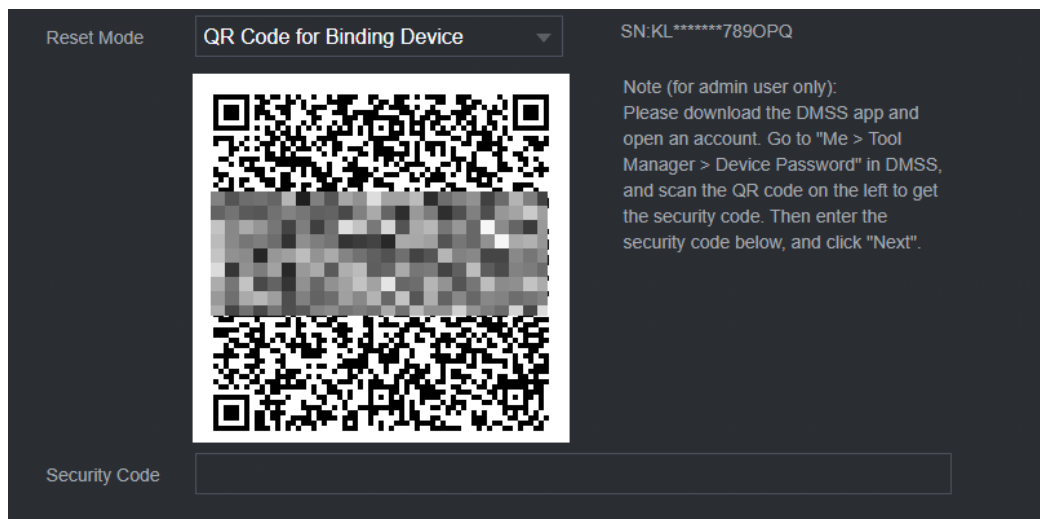 Reset Mode
QR Code for Binding Device
SN:KL*******789OPQ
Note (for admin user only):
Please download the DMSS app and
open an account. Go to "Me > Tool
Manager > Device Password" in DMSS,
and scan the QR code on the left to get
the security code. Then enter the
security code below, and click "Next".
Security Code